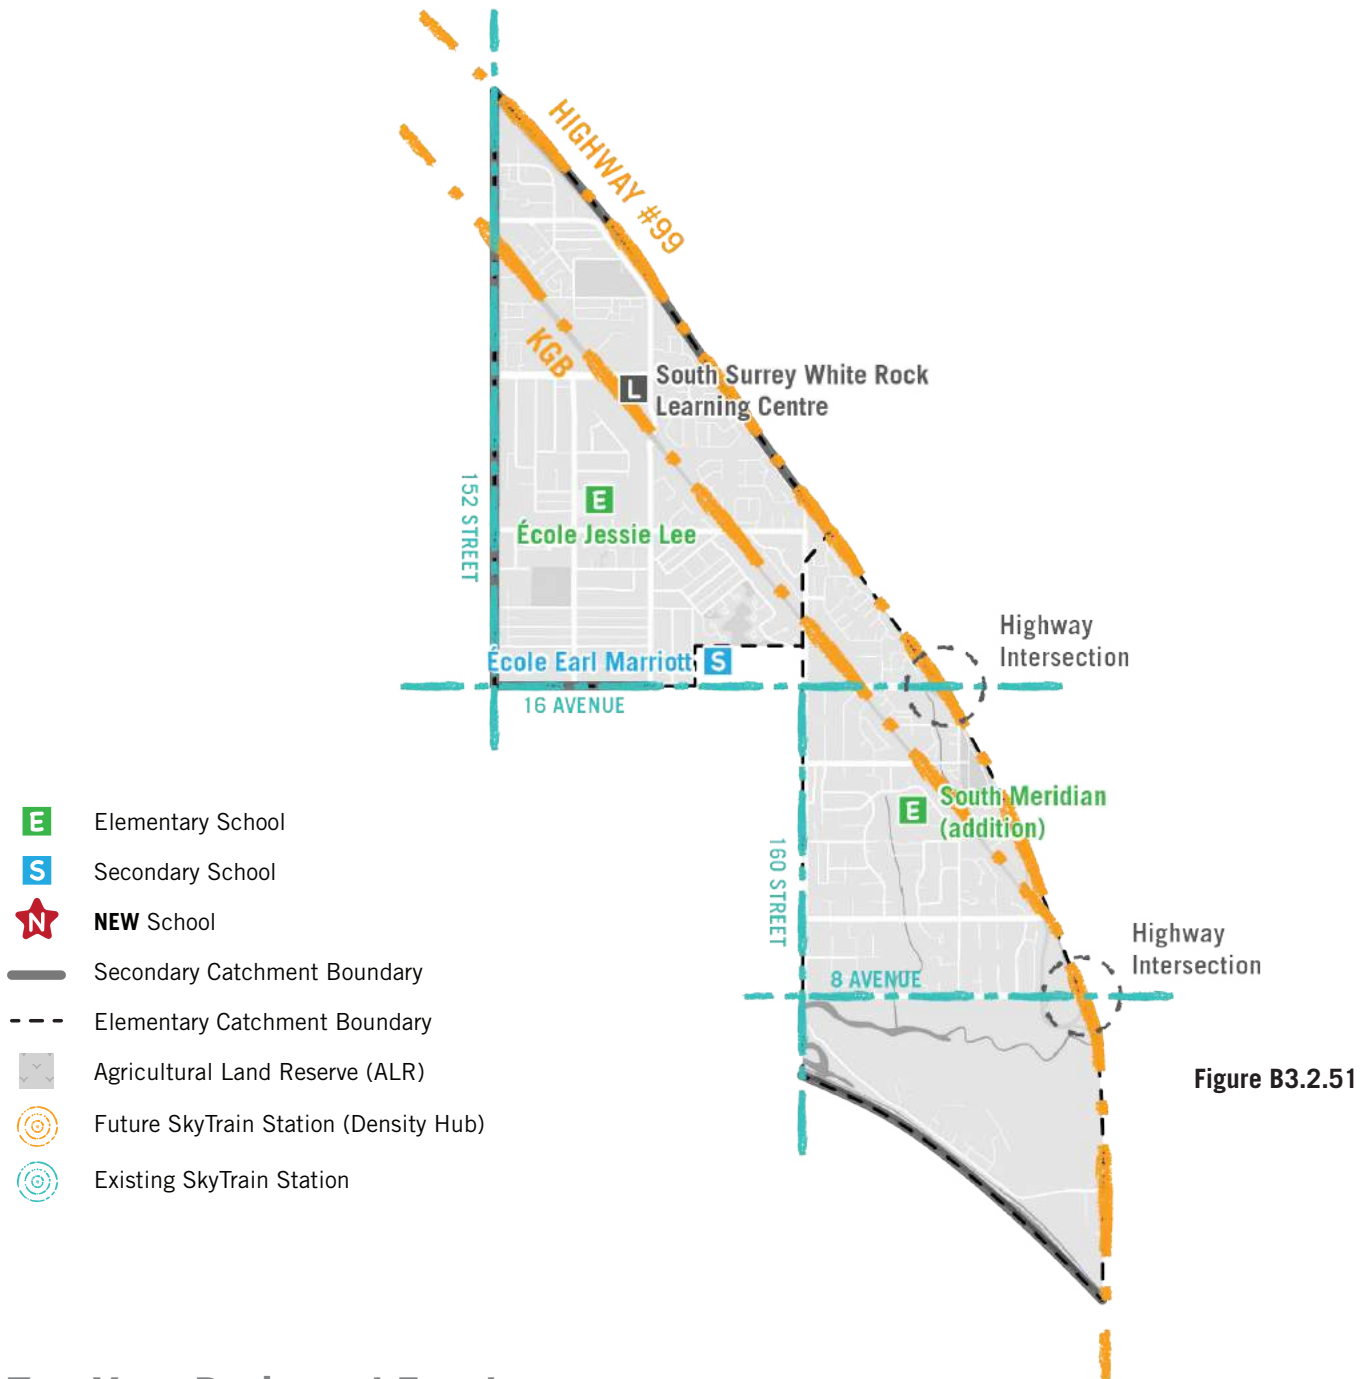 HIGHWAY #99
KGB
L
South Surrey White Rock
Learning Centre
152 STREET
E
École Jessie Lee
Highway
Intersection
École Earl Marriott
S
16 AVENUE
E
South Meridian
(addition)
160 STREET
Highway
Intersection
8 AVENUE
E Elementary School
S Secondary School
N NEW School
Secondary Catchment Boundary
Elementary Catchment Boundary
Agricultural Land Reserve (ALR)
Future SkyTrain Station (Density Hub)
Existing SkyTrain Station
Figure B3.2.51